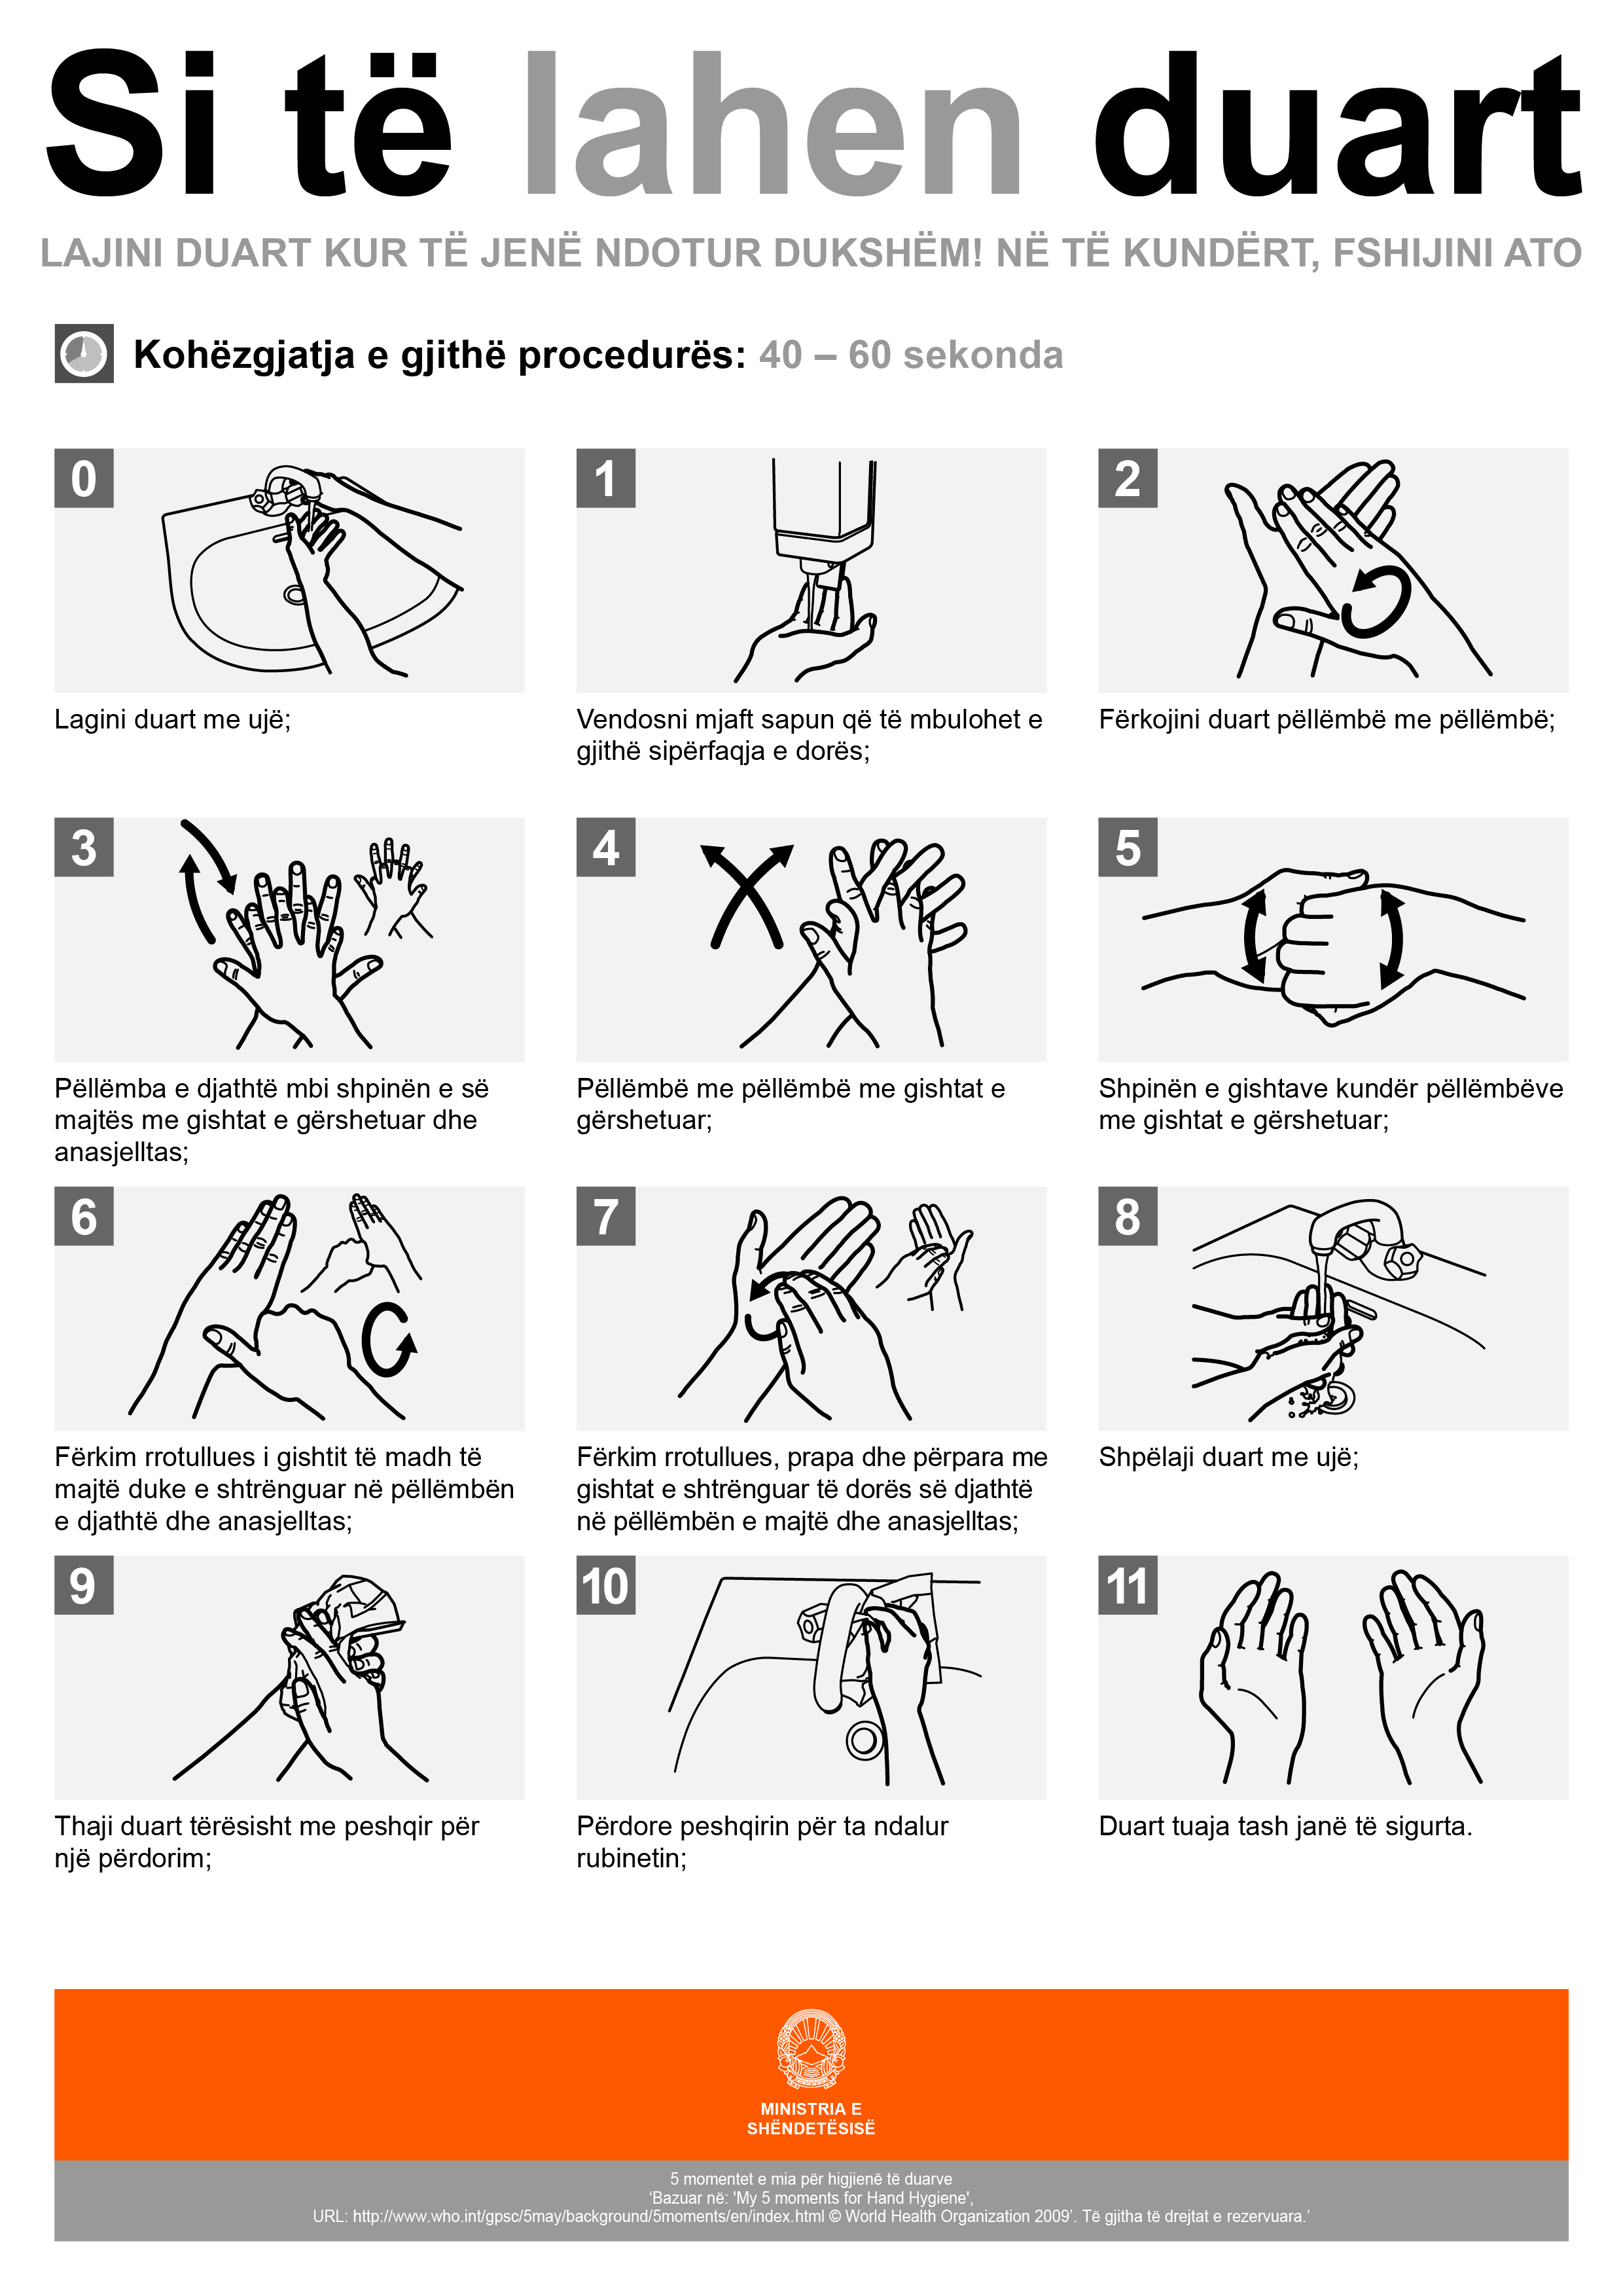 Si të lahen duart
LAJINI DUART KUR TË JENË NDOTUR DUKSHËM! NË TË KUNDËRT, FSHIJINI ATO
Kohëzgjatja e gjithë procedurës: 40 – 60 sekonda
0
Lagini duart me ujë;
1
Vendosni mjaft sapun që të mbulohet e
gjithë sipërfaqja e dorës;
2
Fërkojini duart pëllëmbë me pëllëmbë;
3
Pëllëmba e djathtë mbi shpinën e së
majtës me gishtat e gërshetuar dhe
anasjelltas;
4
Pëllëmbë me pëllëmbë me gishtat e
gërshetuar;
5
Shpinën e gishtave kundër pëllëmbëve
me gishtat e gërshetuar;
6
Fërkim rrotullues i gishtit të madh të
majtë duke e shtrënguar në pëllëmbën
e djathtë dhe anasjelltas;
7
Fërkim rrotullues, prapa dhe përpara me
gishtat e shtrënguar të dorës së djathtë
në pëllëmbën e majtë dhe anasjelltas;
8
Shpëlaji duart me ujë;
9
Thaji duart tërësisht me peshqir për
një përdorim;
10
Përdore peshqirin për ta ndalur
rubinetin;
11
Duart tuaja tash janë të sigurta.
MINISTRIA E
SHËNDETËSISË
5 momentet e mia për higjienë të duarve
‘Bazuar në: 'My 5 moments for Hand Hygiene',
URL: http://www.who.int/gpsc/5may/background/5moments/en/index.html © World Health Organization 2009’. Të gjitha të drejtat e rezervuara.’